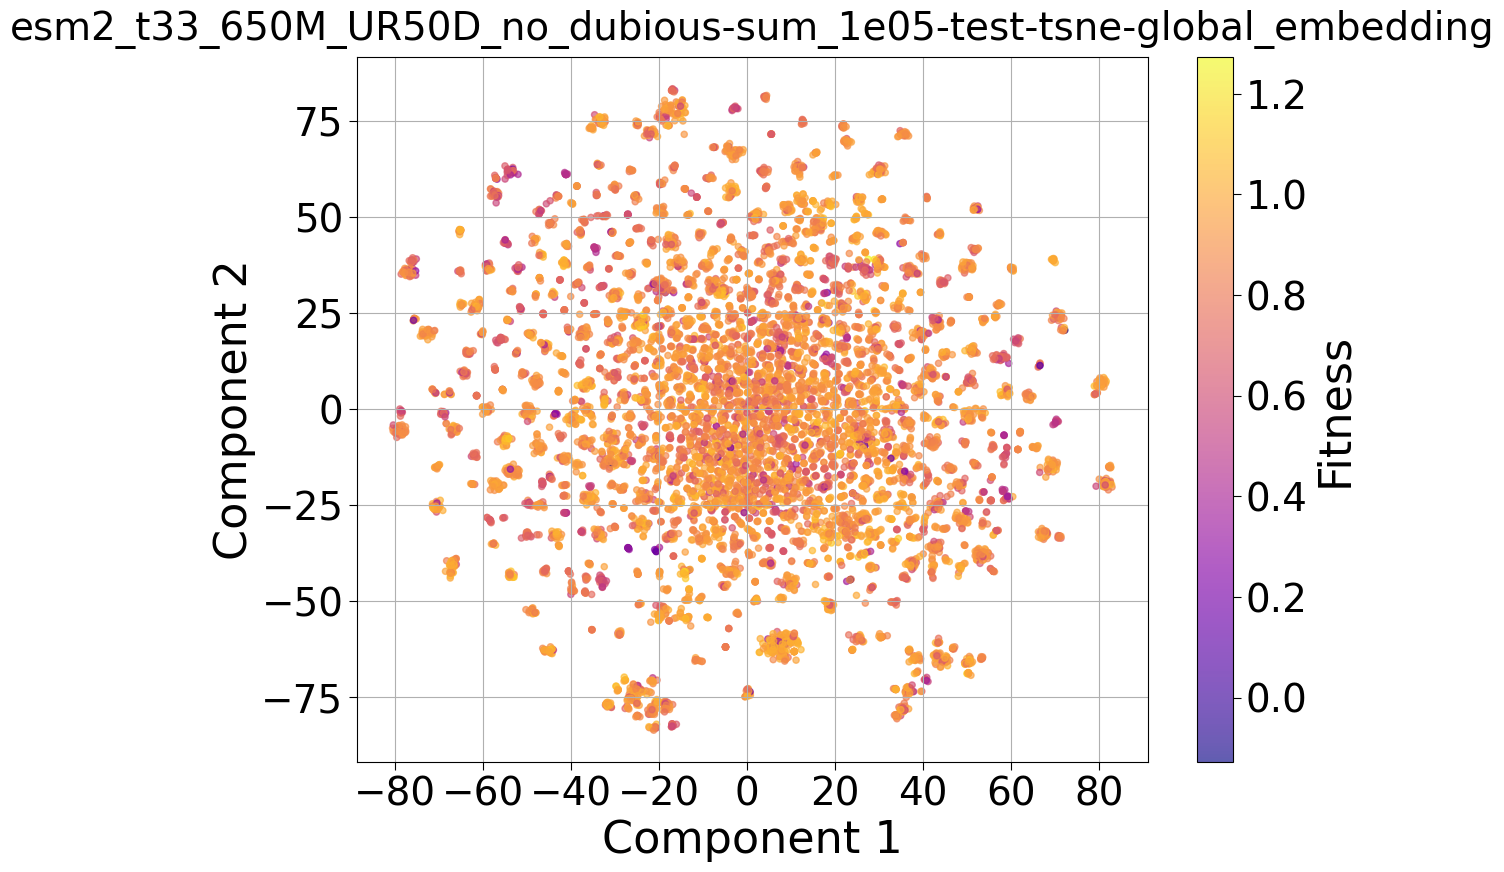 esm2_t33_650M_UR50D_no_dubious-sum_1e05-test-tsne-global_embedding
75
50
25
0
−25
−50
−75
Component 2
−80 −60 −40 −20 0 20 40 60 80
Component 1
1.2
1.0
0.8
0.6
0.4
0.2
0.0
Fitness